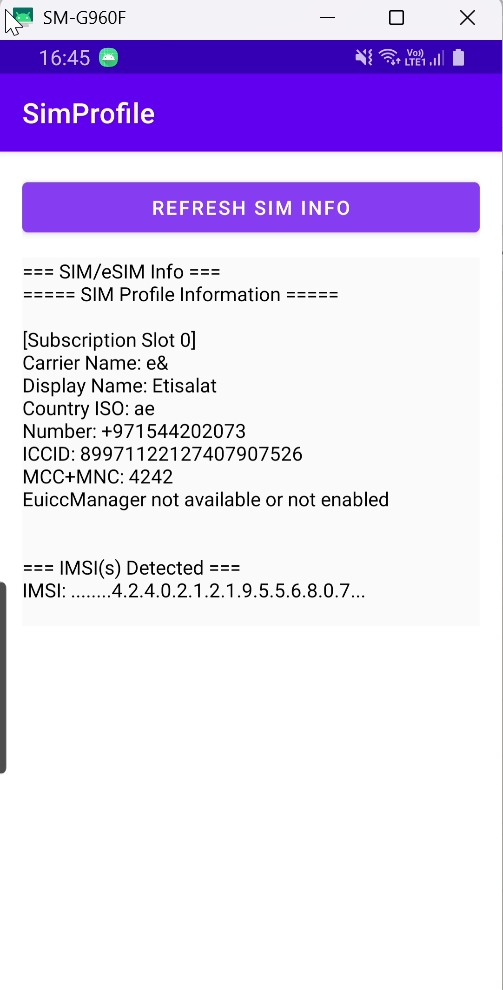 SM-G960F
16:45
Vo)) LTE1
SimProfile
REFRESH SIM INFO
=== SIM/eSIM Info ===
===== SIM Profile Information =====
[Subscription Slot 0]
Carrier Name: e&
Display Name: Etisalat
Country ISO: ae
Number: +971544202073
ICCID: 89971122127407907526
MCC+MNC: 4242
EuiccManager not available or not enabled
=== IMSI(s) Detected ===
IMSI: ........4.2.4.0.2.1.2.1.9.5.5.6.8.0.7...